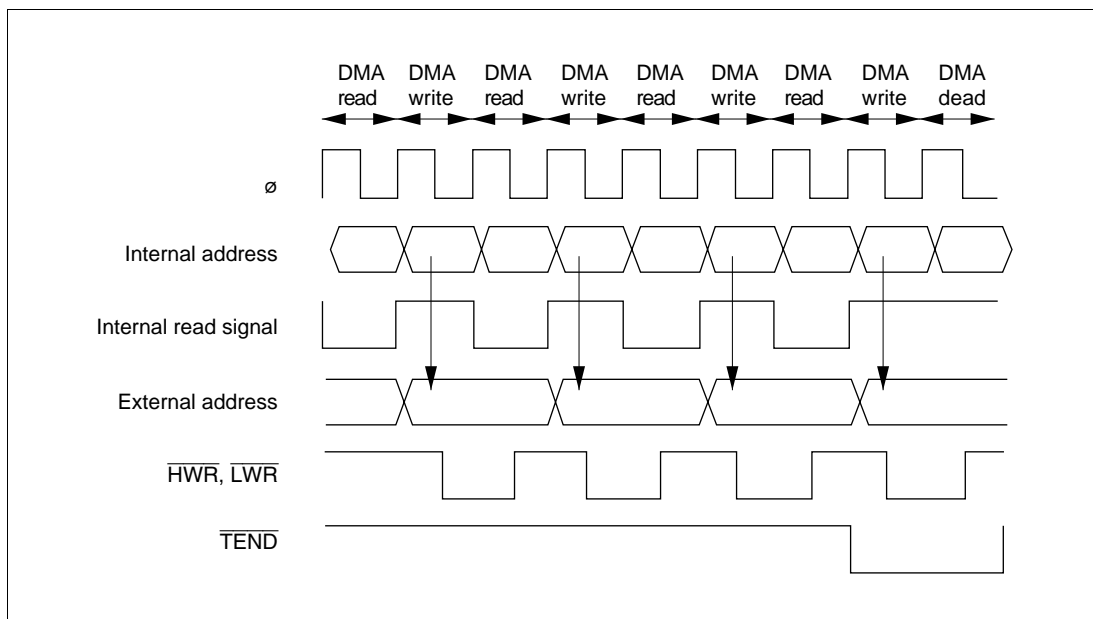 DMA DMA DMA DMA DMA DMA DMA DMA DMA
read write read write read write read write dead
ø
Internal address
Internal read signal
External address
HWR, LWR
TEND